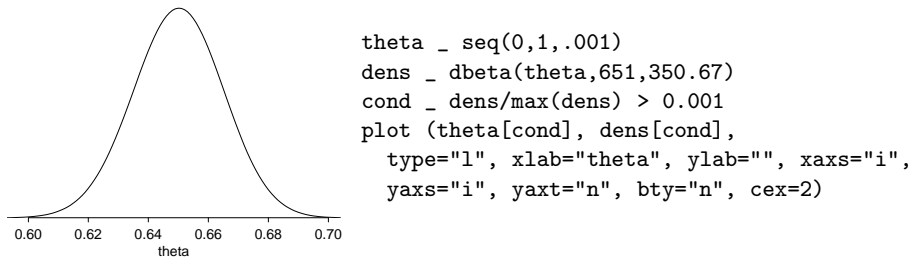 theta _ seq(0,1,.001)
dens _ dbeta(theta,651,350.67)
cond _ dens/max(dens) > 0.001
plot (theta[cond], dens[cond],
type="l", xlab="theta", ylab="", xaxs="i",
yaxs="i", yaxt="n", bty="n", cex=2)
0.60 0.62 0.64 0.66 0.68 0.70
theta